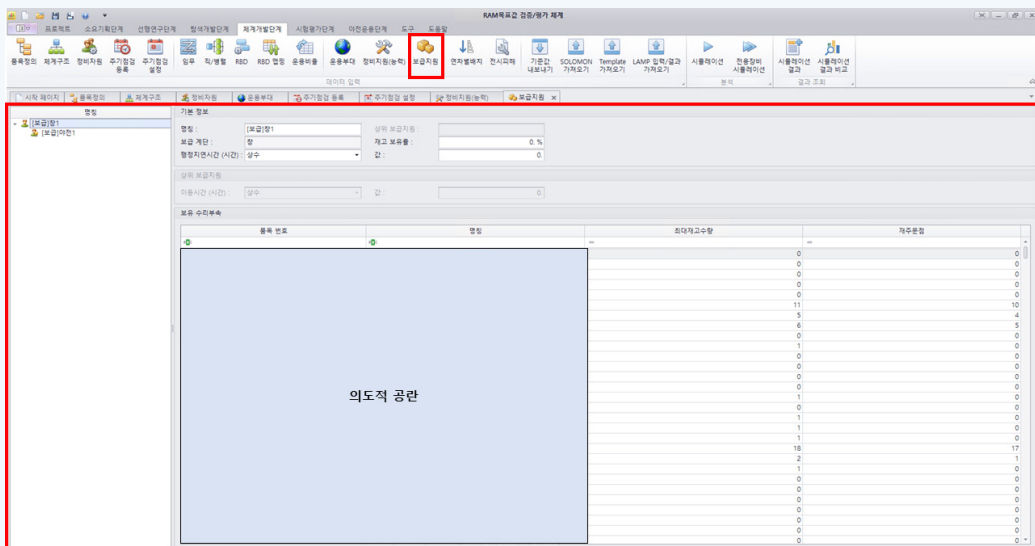 RAM목표값 검증/평가 체계
프로젝트 소요기획단계 선행연구단계 탐색개발단계 체계개발단계 시험평가단계 야전운용단계 도구 도움말
품목정의 체계구조 정비자원 주기점검 등록 주기점검 설정 임무 직/병렬 RBD RBD 맵핑 운용비율 운용부대 정비지원(능력) 보급지원 연차별배치 전시피해 기준값 내보내기 SOLOMON 가져오기 Template 가져오기 LAMP 입력/결과 가져오기 시뮬레이션 전용장비 시뮬레이션 시뮬레이션 결과 시뮬레이션 결과 비교
데이터 입력 분석 결과 조회
시작 페이지 품목정의 체계구조 정비자원 운용부대 주기점검 등록 주기점검 설정 정비지원(능력) 보급지원
명칭
[보급]창1
[보급]야전1
기본 정보
명칭 : [보급]창1 상위 보급지원 :
보급 계단 : 창 재고 보유율 : 0. %
행정지연시간 (시간) : 상수 값 : 0.
상위 보급지원
이동시간 (시간) : 상수 값 : 0.
보유 수리부속
품목 번호 명칭 최대재고수량 재주문점
= =
0 0
0 0
0 0
0 0
0 0
11 10
5 4
6 5
0 0
1 0
0 0
0 0
0 0
0 0
1 0
0 0
1 0
1 0
1 0
18 17
2 1
1 0
0 0
0 0
0 0
0 0
0 0
0 0
0 0
의도적 공란